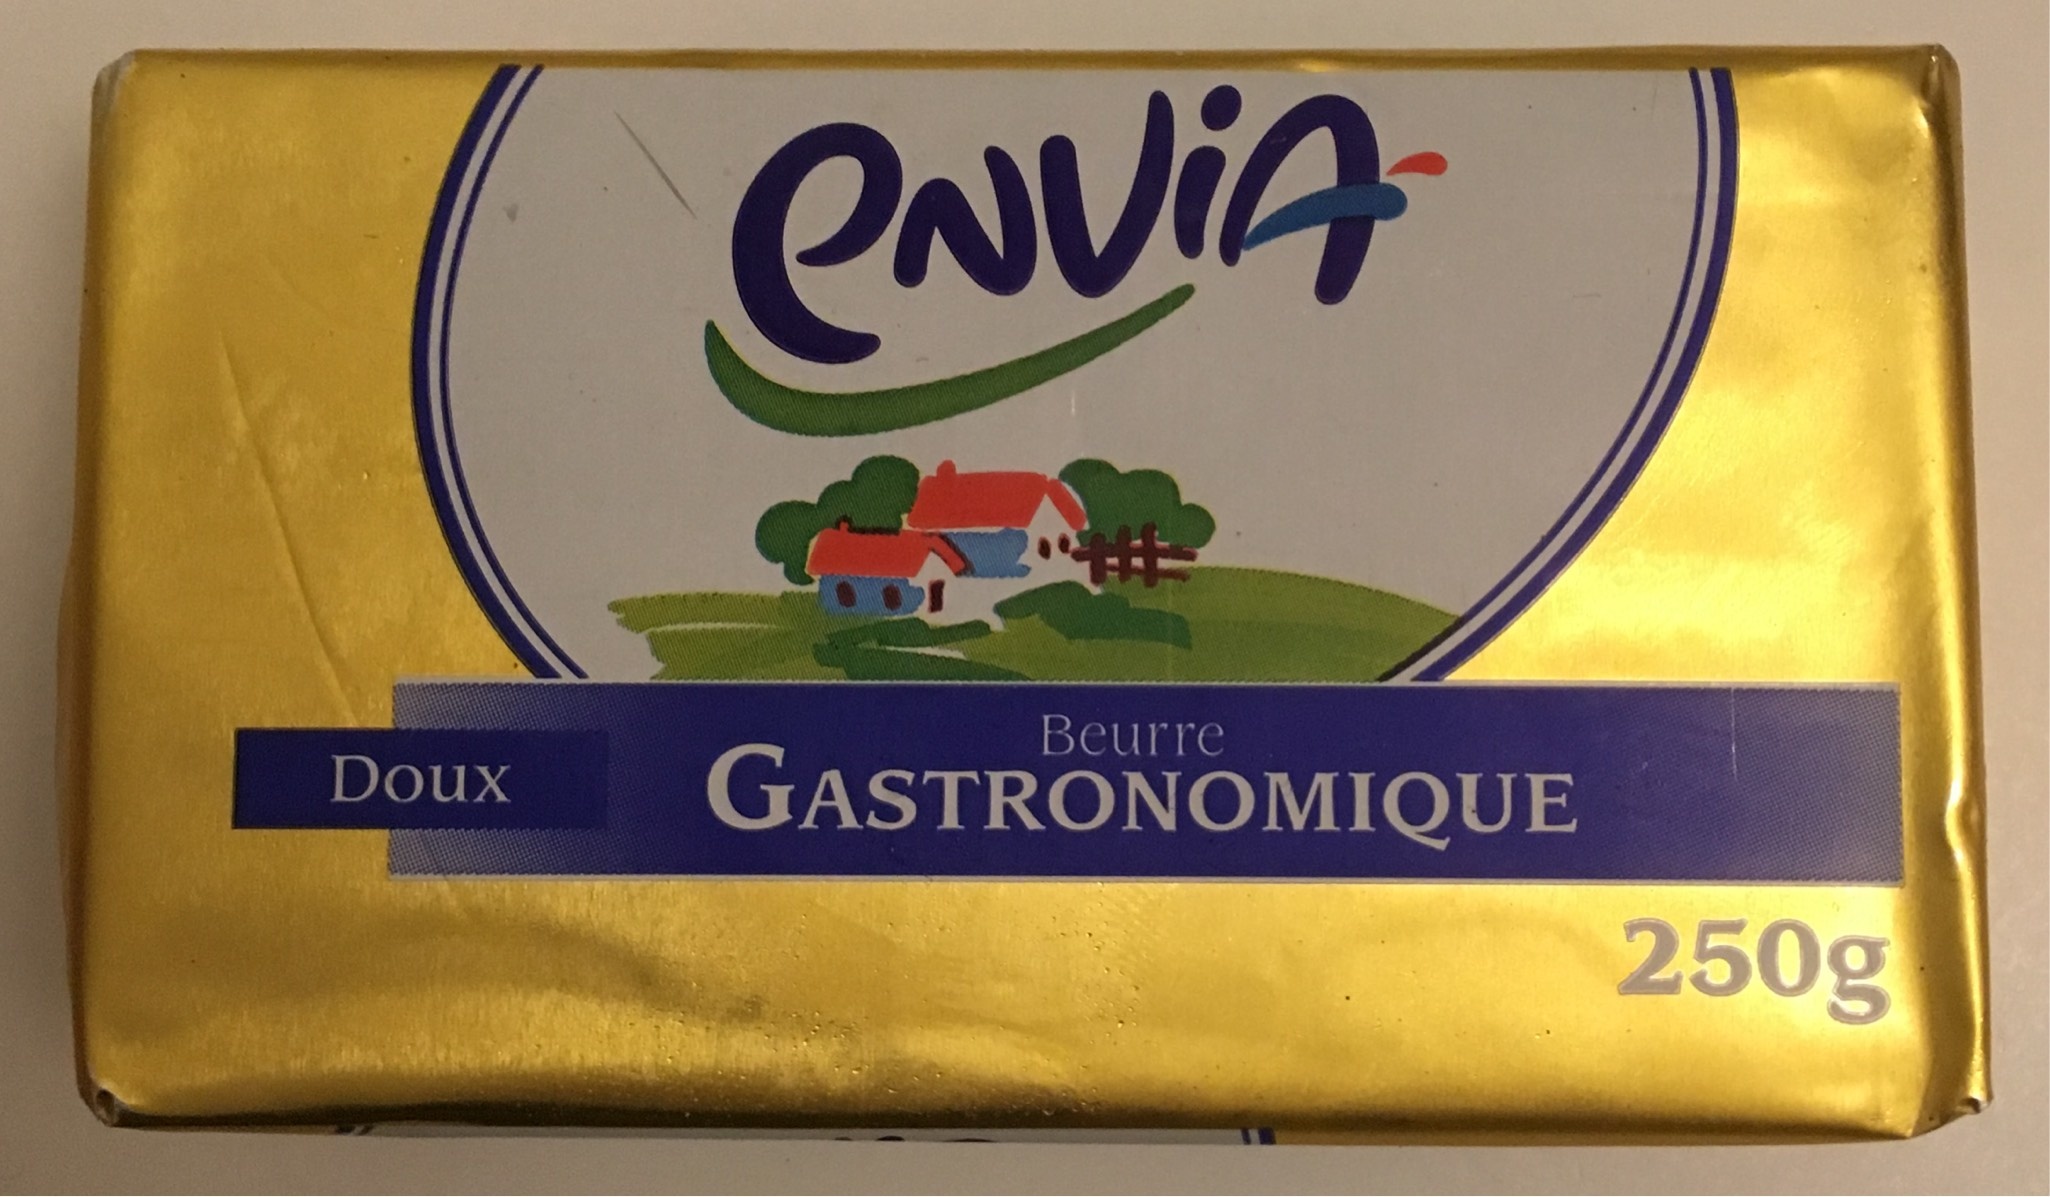 envia
Doux
Beurre
GASTRONOMIQUE
250g